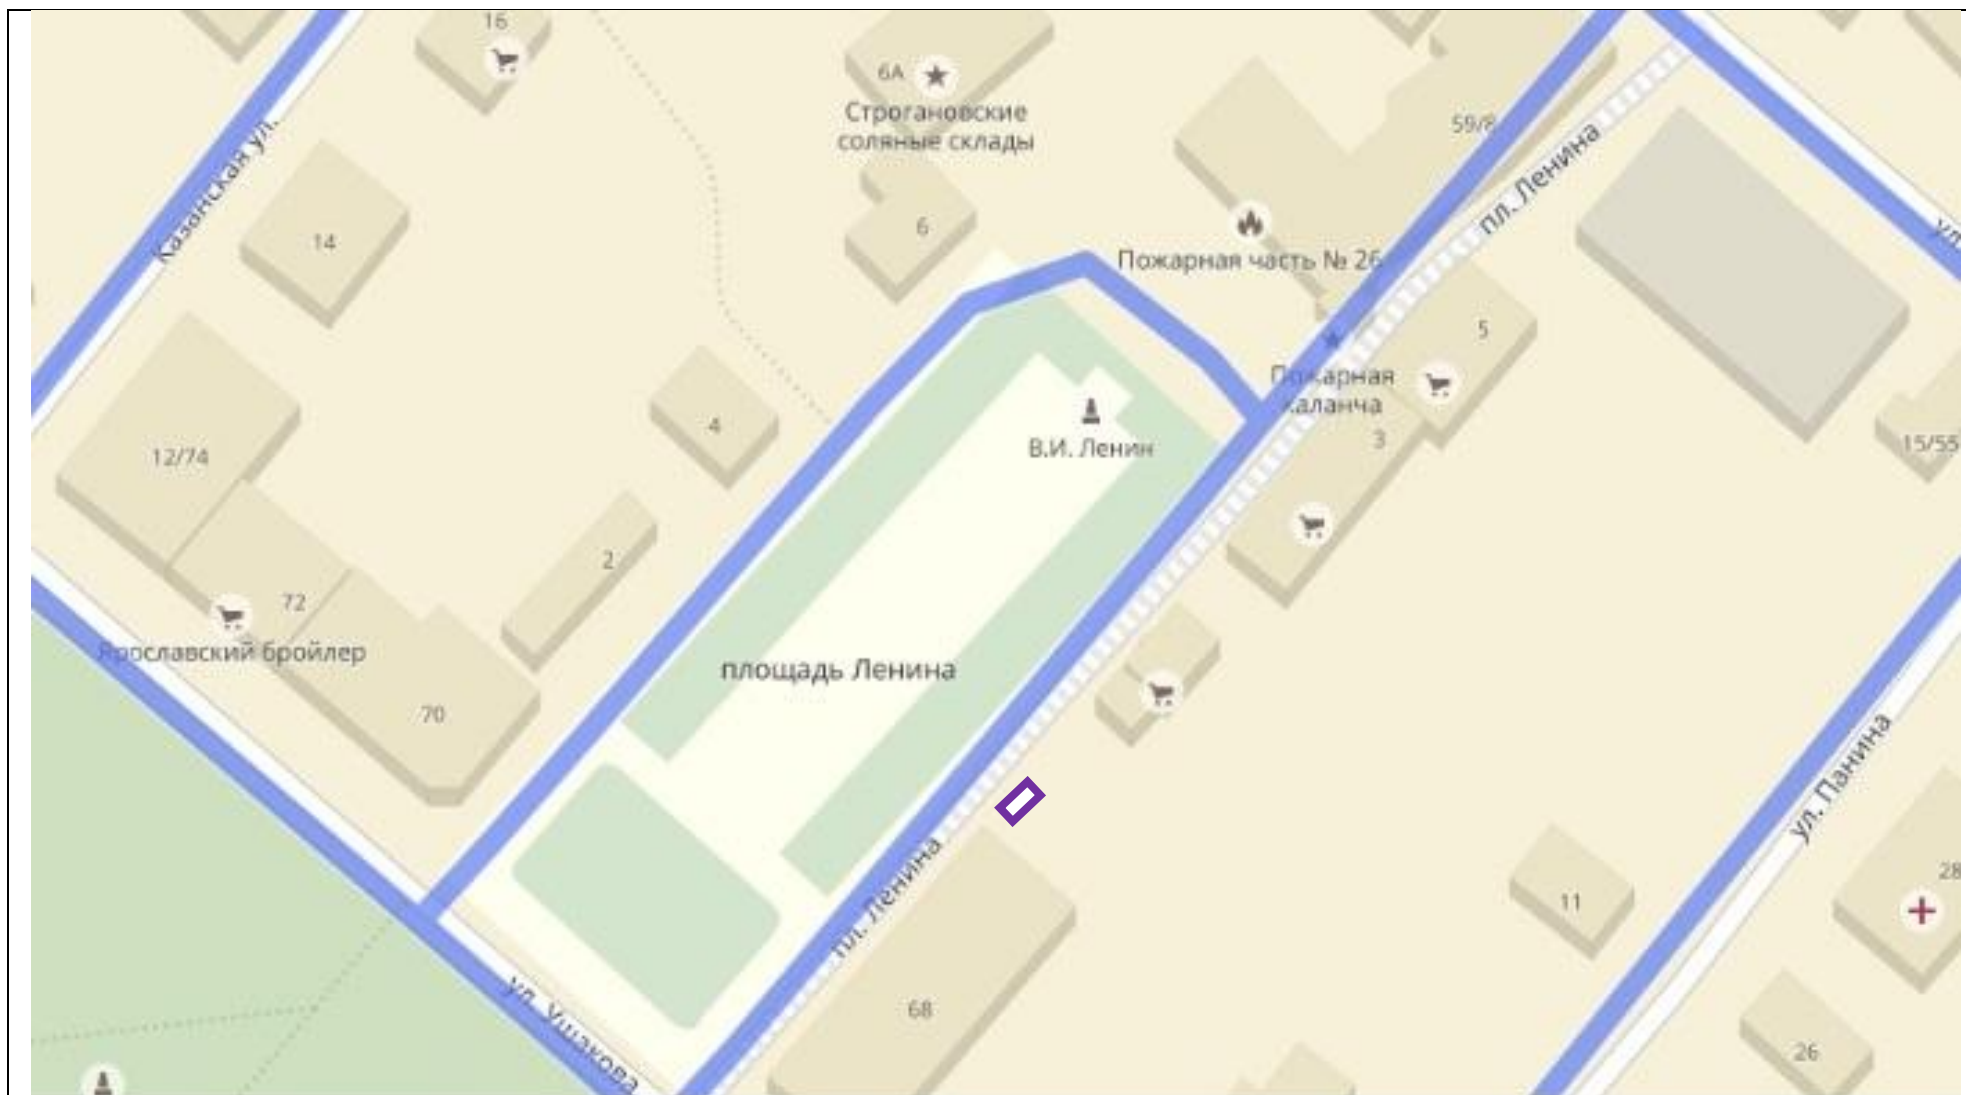 16
6А
Строгановские
соляные склады
59/8
Казанская ул.
пл. Ленина
14
6
ул.
Пожарная часть № 26
5
Пожарная
каланча
4
В.И. Ленин
3
15/55
12/74
2
72
Ярославский бройлер
площадь Ленина
70
ул. Панина
пл. Ленина
28
11
ул. Ушакова
68
26